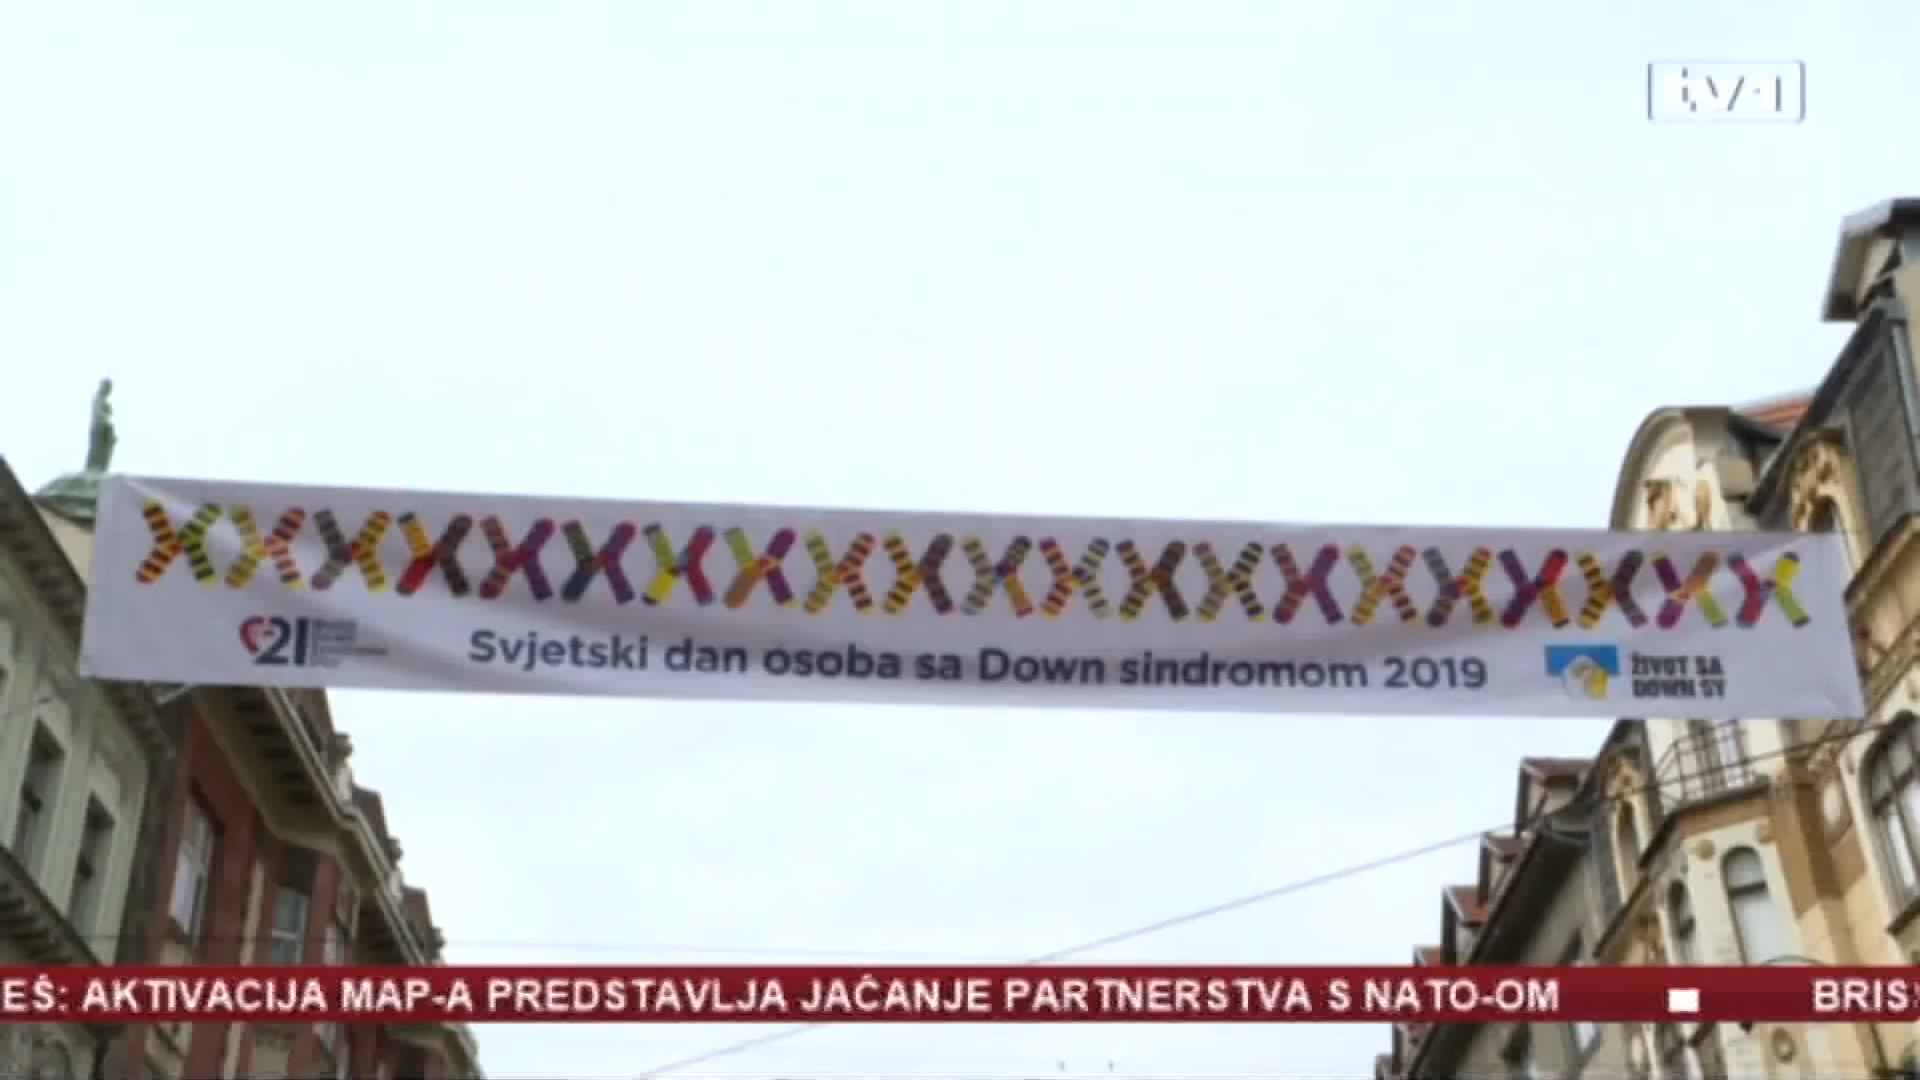 tv1
21
Svjetski dan osoba sa Down sindromom 2019
ŽIVOT SA
DOWN SY
EŠ: AKTIVACIJA MAP-A PREDSTAVLJA JAČANJE PARTNERSTVA S NATO-OM
BRIS